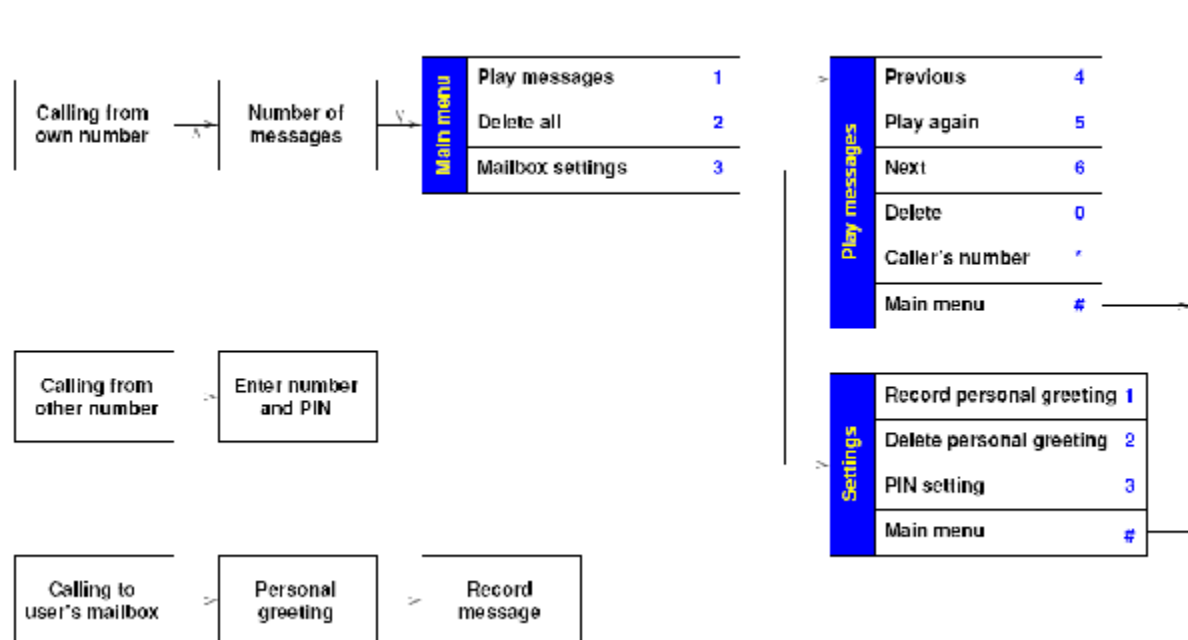 Calling from
own number
Number of
messages
Main menu
Play messages 1
Delete all 2
Mailbox settings 3
Play messages
Previous 4
Play again 5
Next 6
Delete 0
Caller's number *
Main menu #
Calling from
other number
Enter number
and PIN
Settings
Record personal greeting 1
Delete personal greeting 2
PIN setting 3
Main menu #
Calling to
user's mailbox
Personal
greeting
Record
message